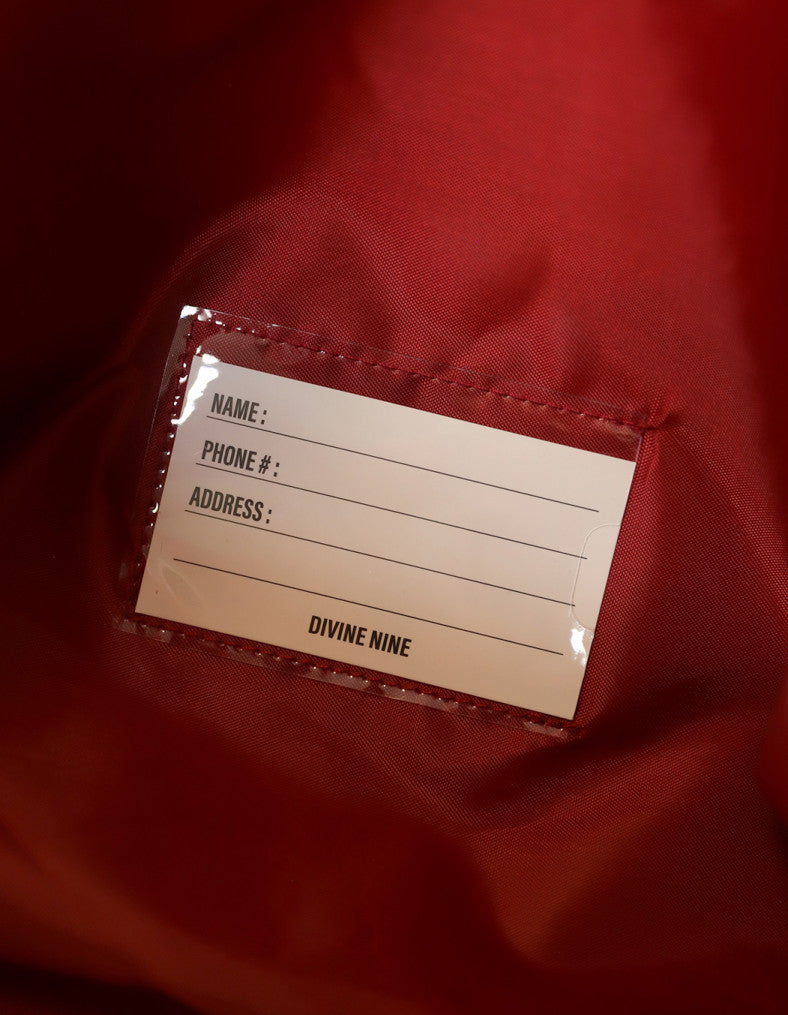 NAME :
PHONE # :
ADDRESS :
DIVINE NINE